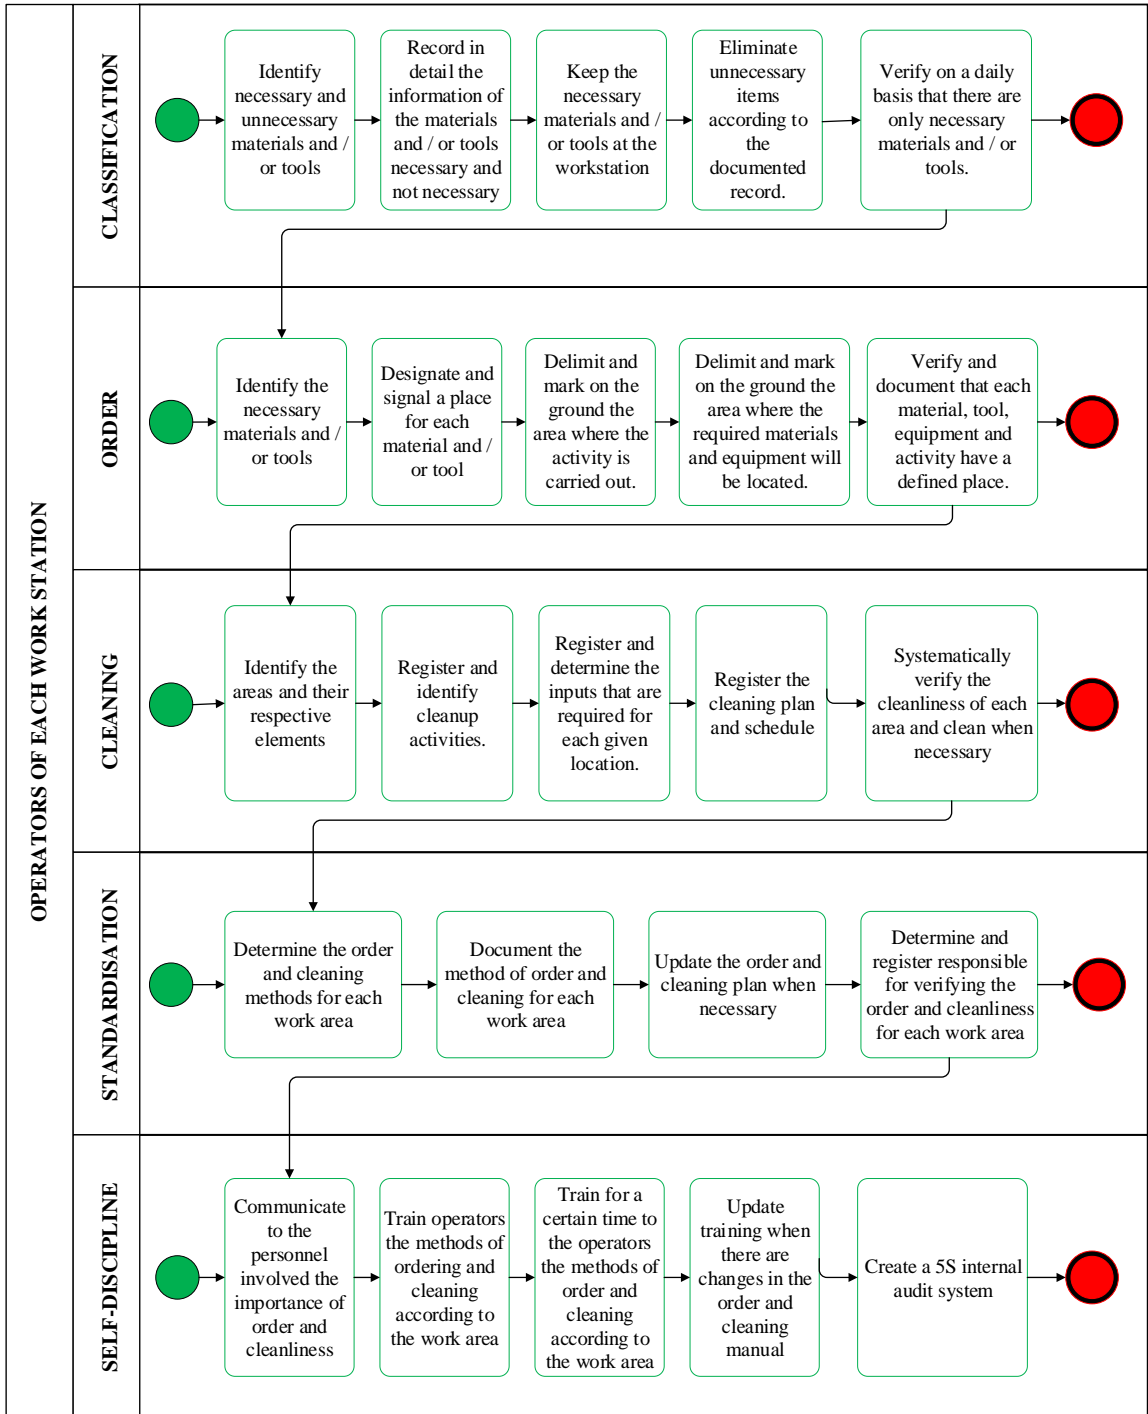 OPERATORS OF EACH WORK STATION
CLASSIFICATION
Identify
necessary and
unnecessary
materials and /
or tools
Record in
detail the
information of
the materials
and / or tools
necessary and
not necessary
Keep the
necessary
materials and /
or tools at the
workstation
Eliminate
unnecessary
items
according to
the
documented
record.
Verify on a daily
basis that there are
only necessary
materials and / or
tools.
ORDER
Identify the
necessary
materials and /
or tools
Designate and
signal a place
for each
material and /
or tool
Delimit and
mark on the
ground the
area where the
activity is
carried out.
Delimit and mark
on the ground the
area where the
required materials
and equipment will
be located.
Verify and
document that each
material, tool,
equipment and
activity have a
defined place.
CLEANING
Identify the
areas and their
respective
elements
Register and
identify
cleanup
activities.
Register and
determine the
inputs that are
required for
each given
location.
Register the
cleaning plan
and schedule
Systematically
verify the
cleanliness of each
area and clean when
necessary
STANDARDISATION
Determine the order
and cleaning
methods for each
work area
Document the
method of order and
cleaning for each
work area
Update the order and
cleaning plan when
necessary
Determine and
register responsible
for verifying the
order and cleanliness
for each work area
SELF-DISCIPLINE
Communicate
to the
personnel
involved the
importance of
order and
cleanliness
Train operators
the methods of
ordering and
cleaning
according to
the work area
Train for a
certain time to
the operators
the methods of
order and
cleaning
according to
the work area
Update
training when
there are
changes in the
order and
cleaning
manual
Create a 5S internal
audit system